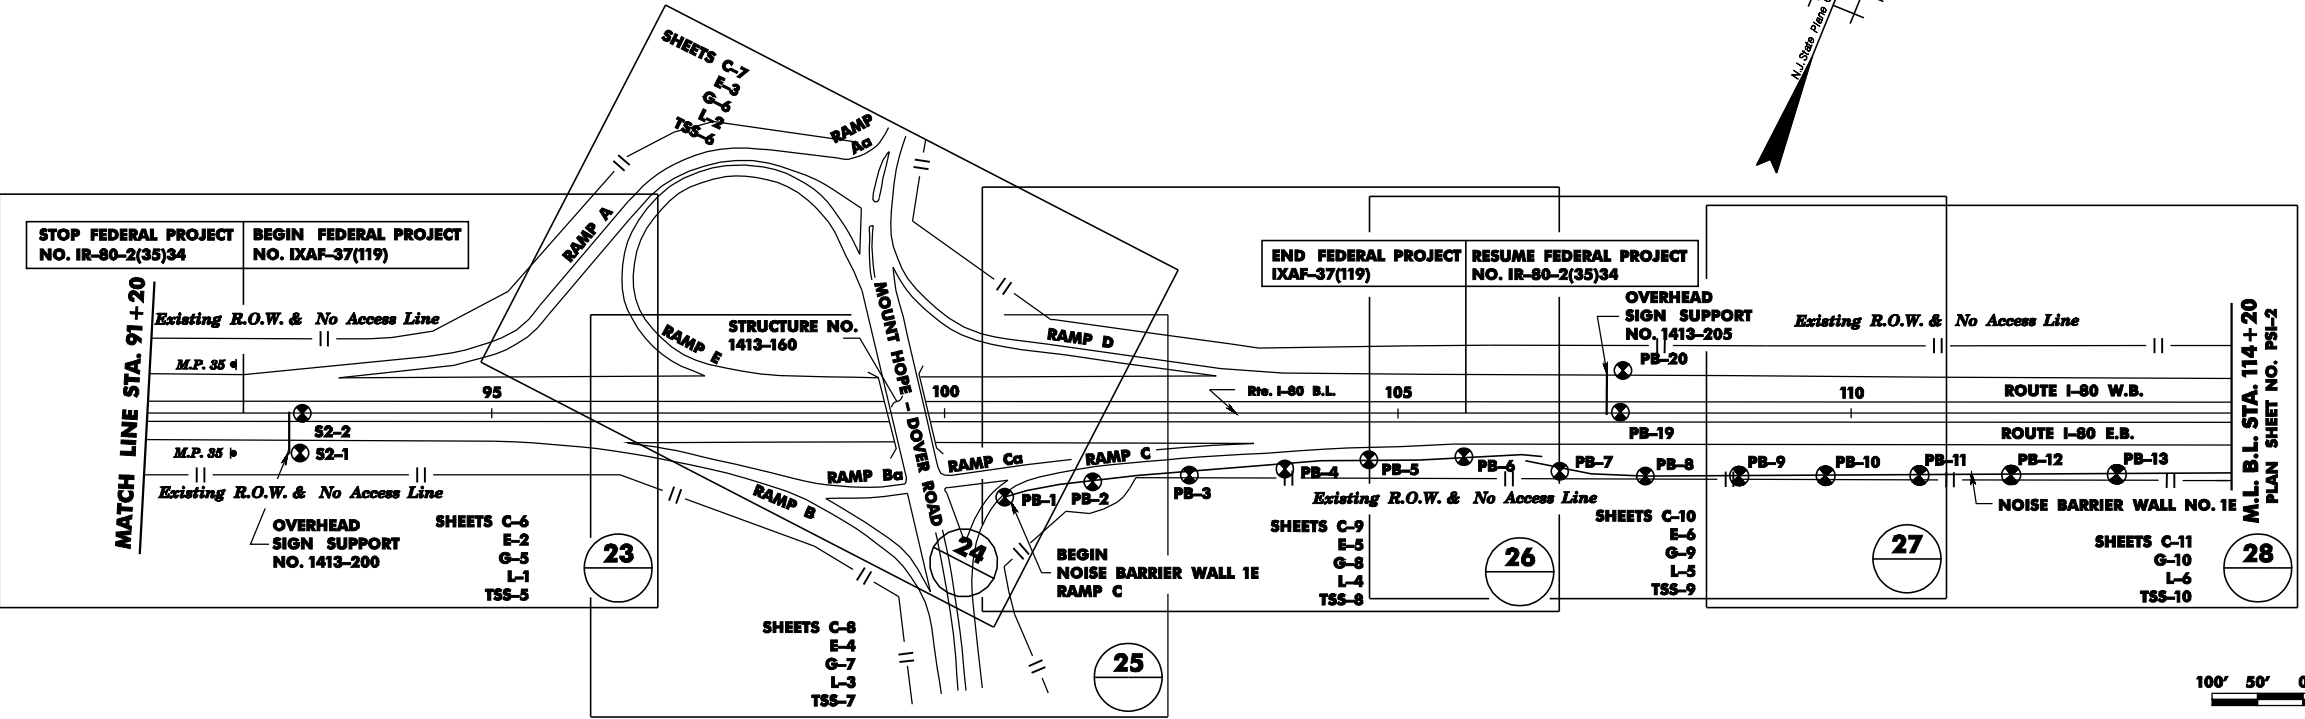 N.J. State Plane
SHEETS C-7
E-3
G-6
L-2
TSS-6
RAMP
Aa
RAMP A
STOP FEDERAL PROJECT
NO. IR-80-2(35)34
BEGIN FEDERAL PROJECT
NO. IXAF-37(119)
END FEDERAL PROJECT
IXAF-37(119)
RESUME FEDERAL PROJECT
NO. IR-80-2(35)34
MATCH LINE STA. 91+20
Existing R.O.W. & No Access Line
M.P. 35
RAMP E
STRUCTURE NO.
1413-160
MOUNT HOPE - DOVER ROAD
RAMP D
OVERHEAD
SIGN SUPPORT
NO. 1413-205
Existing R.O.W. & No Access Line
PB-20
M.L. B.L. STA. 114+20
PLAN SHEET NO. PSI-2
95
100
Rte. I-80 B.L.
105
110
ROUTE I-80 W.B.
S2-2
PB-19
ROUTE I-80 E.B.
M.P. 35
S2-1
RAMP Ba
RAMP Ca
RAMP C
RAMP B
PB-1
PB-2
PB-3
PB-4
PB-5
PB-6
PB-7
PB-8
PB-9
PB-10
PB-11
PB-12
PB-13
Existing R.O.W. & No Access Line
Existing R.O.W. & No Access Line
NOISE BARRIER WALL NO. 1E
OVERHEAD
SIGN SUPPORT
NO. 1413-200
SHEETS C-6
E-2
G-5
L-1
TSS-5
23
24
BEGIN
NOISE BARRIER WALL 1E
RAMP C
SHEETS C-9
E-5
G-8
L-4
TSS-8
26
SHEETS C-10
E-6
G-9
L-5
TSS-9
27
SHEETS C-11
G-10
L-6
TSS-10
28
SHEETS C-8
E-4
G-7
L-3
TSS-7
25
100' 50' 0